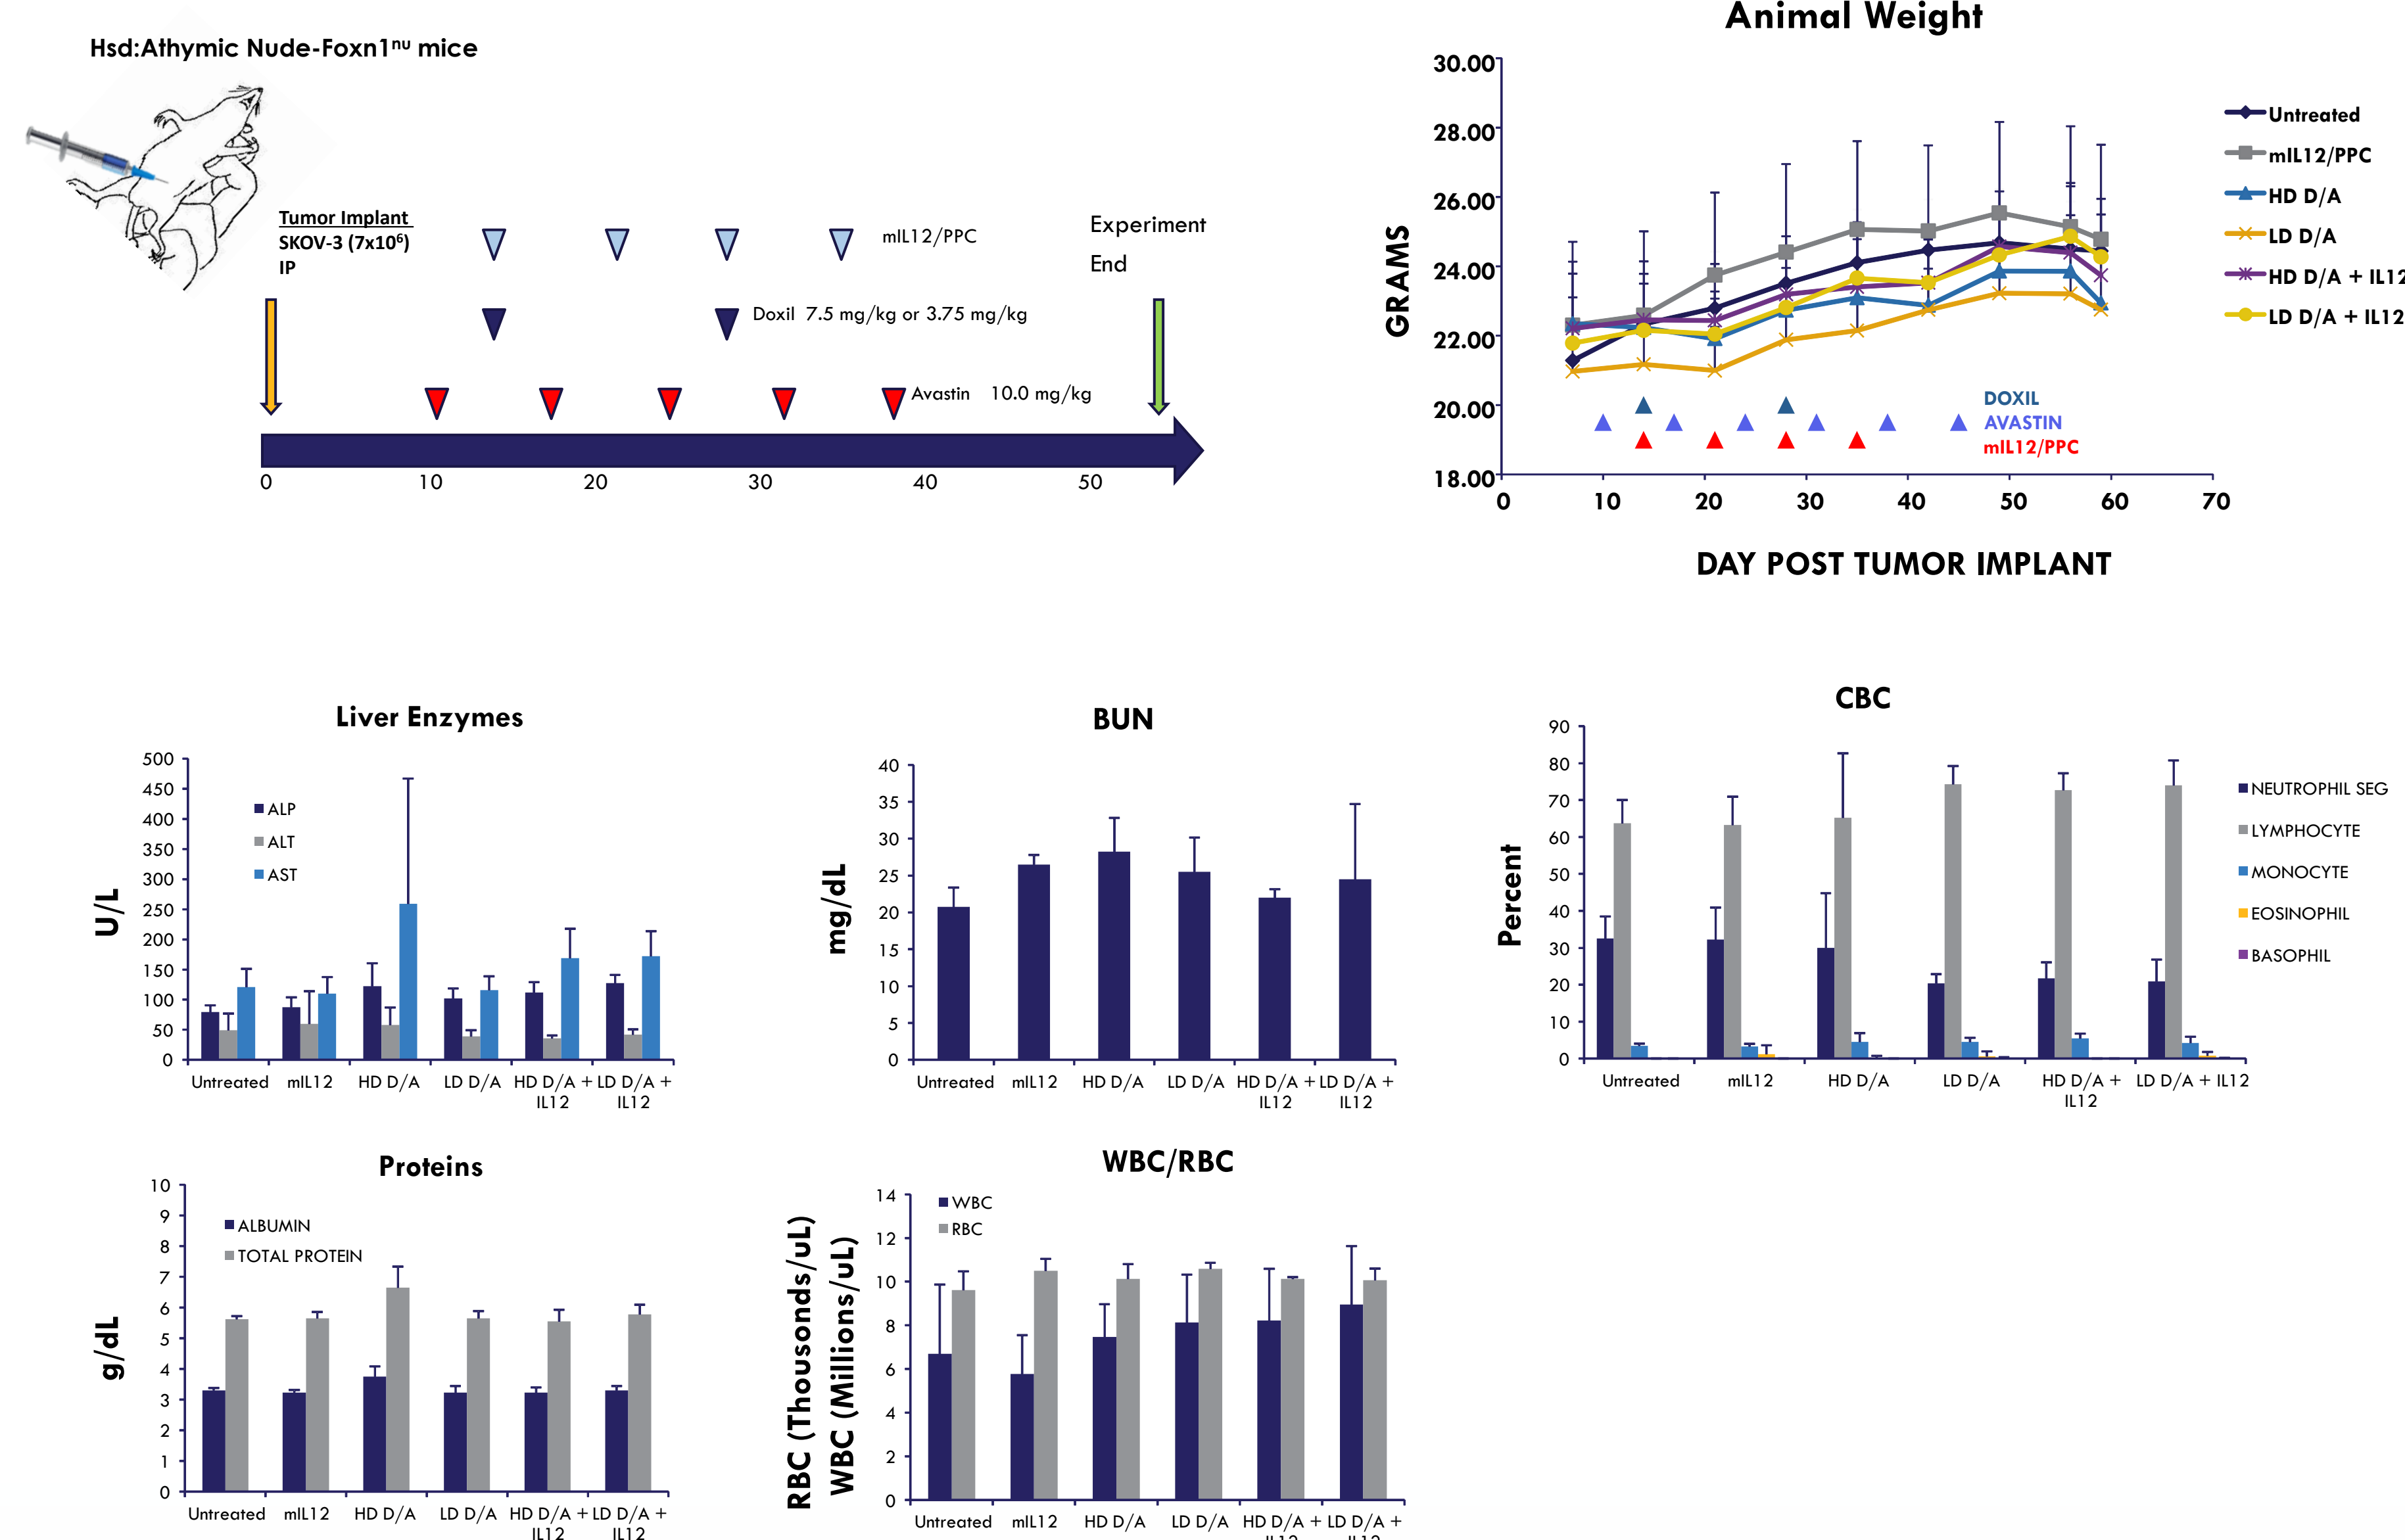 Hsd:Athymic Nude-Foxn1nu mice
Tumor Implant
SKOV-3 (7x10⁶)
IP
mIL12/PPC
Doxil 7.5 mg/kg or 3.75 mg/kg
Avastin 10.0 mg/kg
Experiment
End
0 10 20 30 40 50
Animal Weight
GRAMS
30.00
28.00
26.00
24.00
22.00
20.00
18.00
0 10 20 30 40 50 60 70
DAY POST TUMOR IMPLANT
DOXIL
AVASTIN
mIL12/PPC
Untreated
mIL12/PPC
HD D/A
LD D/A
HD D/A + IL12
LD D/A + IL12
Liver Enzymes
U/L
500
450
400
350
300
250
200
150
100
50
0
ALP
ALT
AST
Untreated mIL12 HD D/A LD D/A HD D/A + LD D/A +
IL12 IL12
BUN
mg/dL
40
35
30
25
20
15
10
5
0
Untreated mIL12 HD D/A LD D/A HD D/A + LD D/A +
IL12 IL12
CBC
Percent
90
80
70
60
50
40
30
20
10
0
Untreated mIL12 HD D/A LD D/A HD D/A + LD D/A + IL12
IL12
NEUTROPHIL SEG
LYMPHOCYTE
MONOCYTE
EOSINOPHIL
BASOPHIL
Proteins
g/dL
10
9
8
7
6
5
4
3
2
1
0
ALBUMIN
TOTAL PROTEIN
Untreated mIL12 HD D/A LD D/A HD D/A + LD D/A +
IL12 IL12
WBC/RBC
RBC (Thousonds/uL)
WBC (Millions/uL)
14
12
10
8
6
4
2
0
WBC
RBC
Untreated mIL12 HD D/A LD D/A HD D/A + LD D/A +